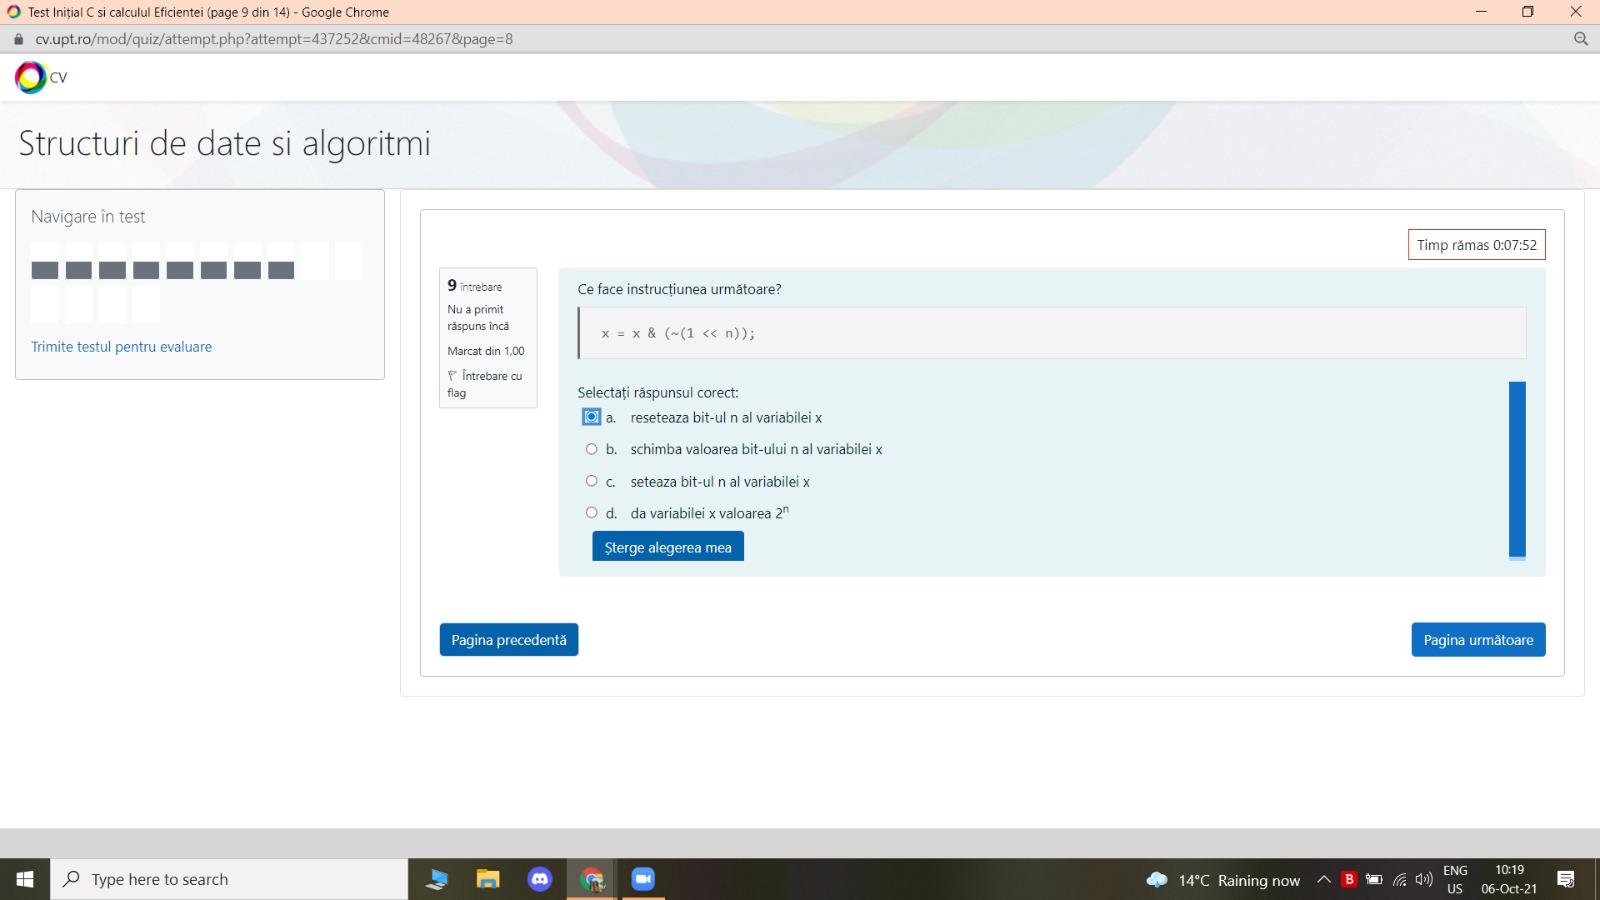 Test Inițial C si calculul Eficientei (page 9 din 14) - Google Chrome
cv.upt.ro/mod/quiz/attempt.php?attempt=437252&cmid=48267&page=8
CV
Structuri de date si algoritmi
Navigare în test
Trimite testul pentru evaluare
Timp rămas 0:07:52
9 întrebare
Nu a primit
răspuns încă
Marcat din 1,00
Întrebare cu
flag
Ce face instrucțiunea următoare?
x = x & (~(1 << n));
Selectați răspunsul corect:
a. reseteaza bit-ul n al variabilei x
b. schimba valoarea bit-ului n al variabilei x
c. seteaza bit-ul n al variabilei x
d. da variabilei x valoarea 2ⁿ
Șterge alegerea mea
Pagina precedentă
Pagina următoare
Type here to search
14°C Raining now
B
ENG
US
10:19
06-Oct-21